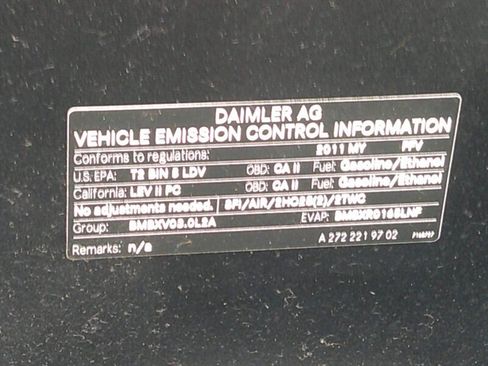 DAIMLER AG
VEHICLE EMISSION CONTROL INFORMATION
Conforms to regulations: 2011 MY FFV
U.S. EPA: T2 BIN 5 LDV OBD: CA II Fuel: Gasoline/Ethanol
California: LEV II PC OBD: CA II Fuel: Gasoline/Ethanol
No adjustments needed. SFI/AIR/2HO2S(2)/2TWC
Group: BMBXV03.0L2A EVAP: BMBXR0165LNF
Remarks: n/a A 272 221 97 02